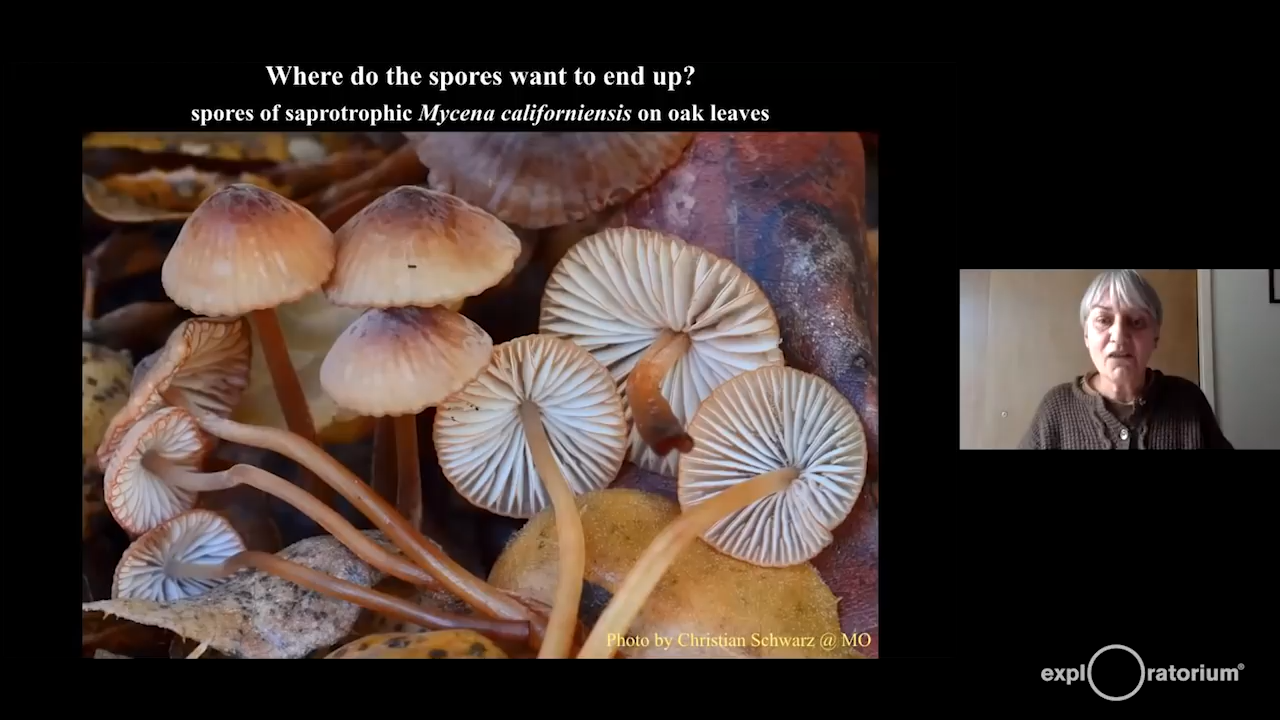 Where do the spores want to end up?
spores of saprotrophic Mycena californiensis on oak leaves
Photo by Christian Schwarz @ MO
exploratorium®